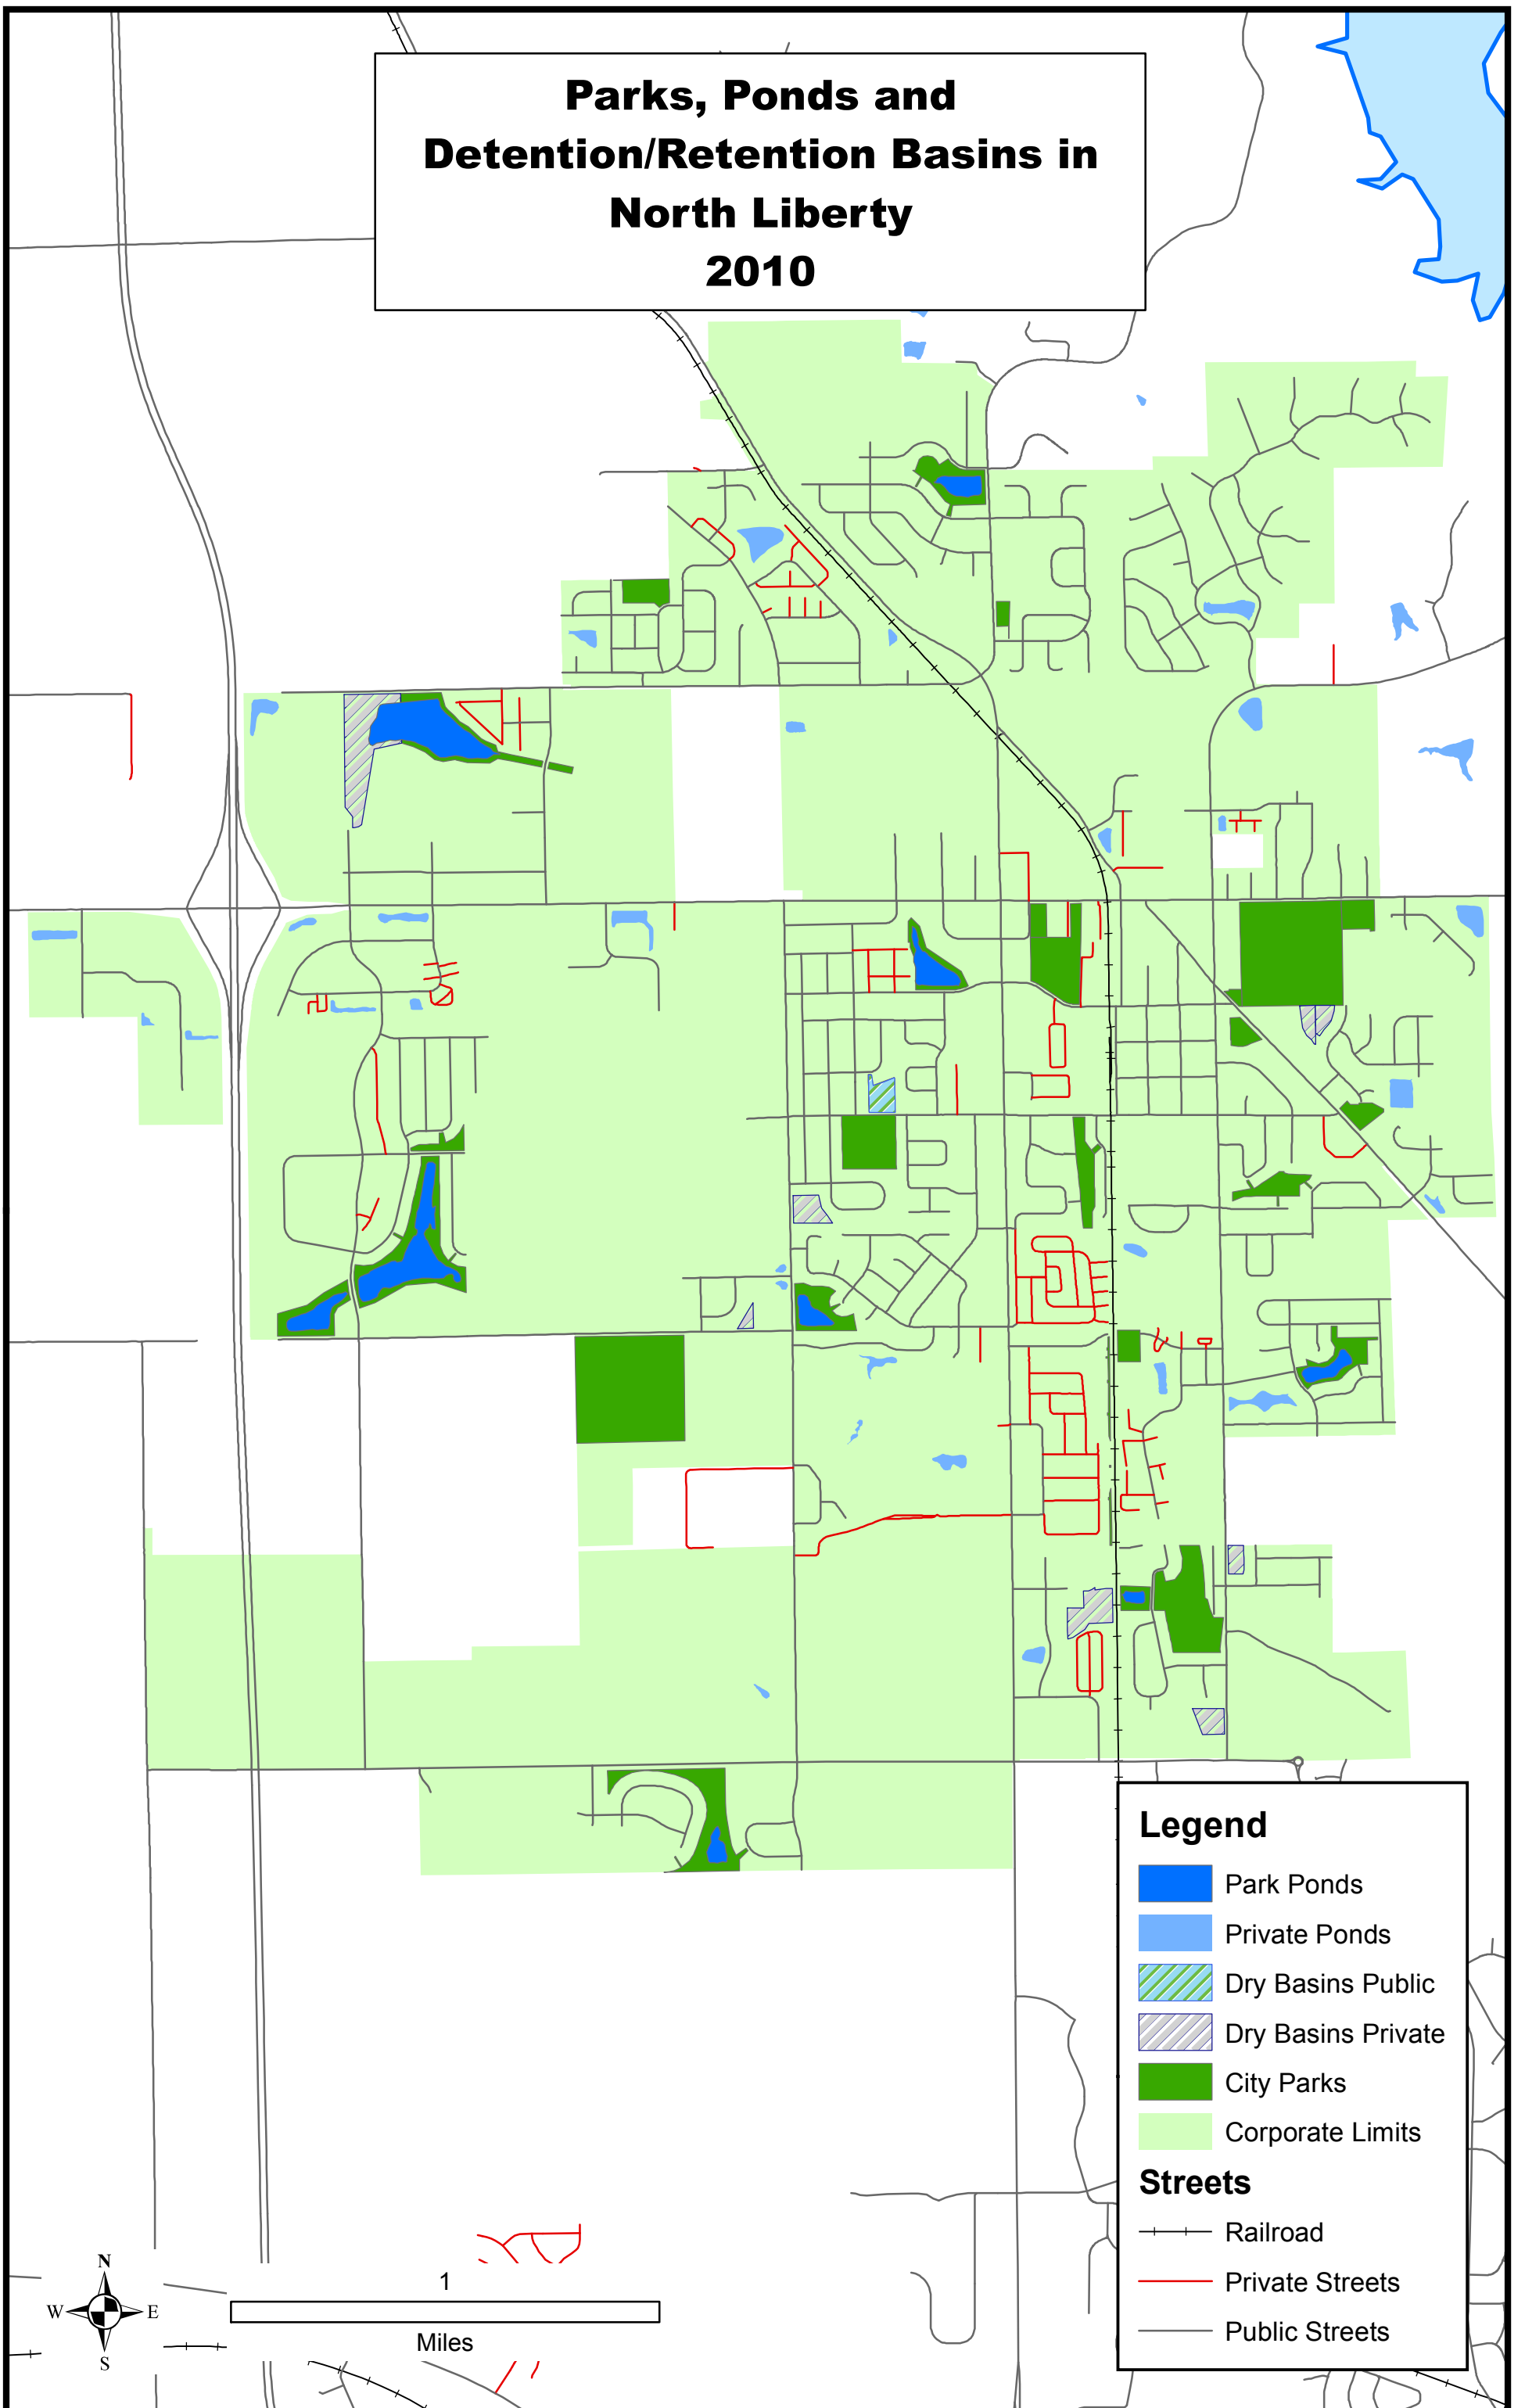 Parks, Ponds and
Detention/Retention Basins in
North Liberty
2010
Legend
Park Ponds
Private Ponds
Dry Basins Public
Dry Basins Private
City Parks
Corporate Limits
Streets
Railroad
Private Streets
Public Streets
N
W E
S
1
Miles